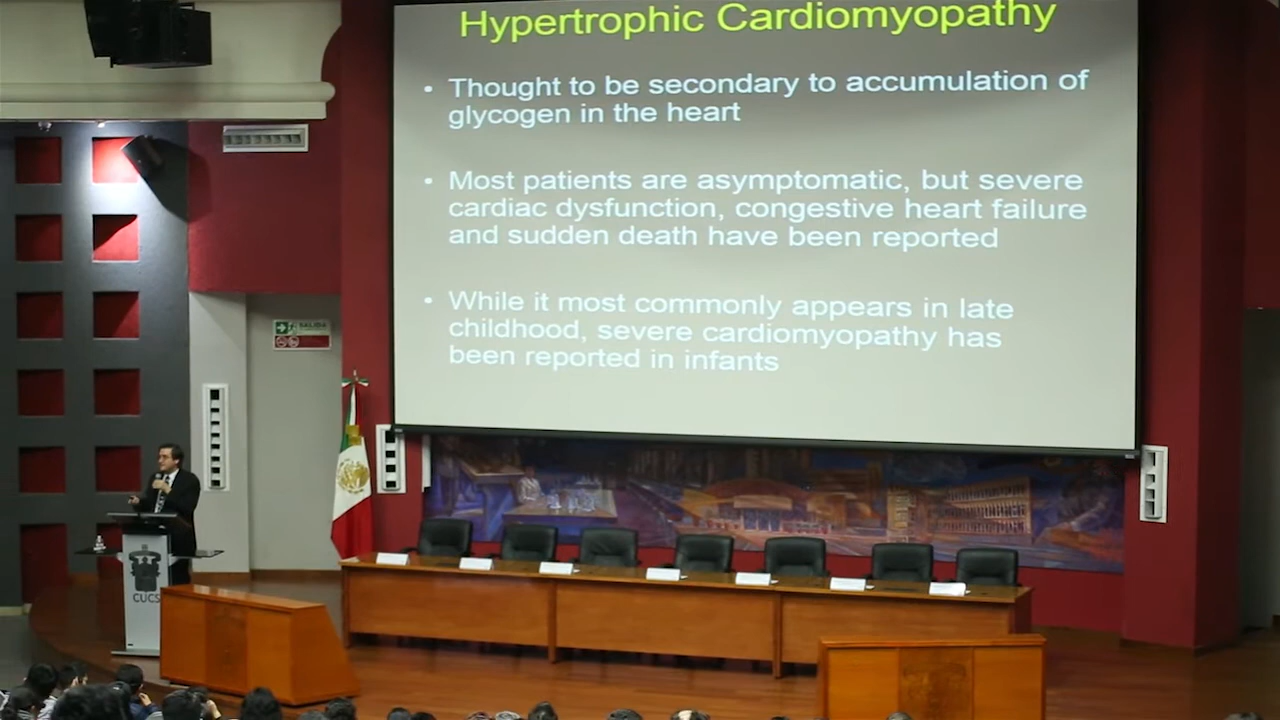 Hypertrophic Cardiomyopathy
• Thought to be secondary to accumulation of
glycogen in the heart
• Most patients are asymptomatic, but severe
cardiac dysfunction, congestive heart failure
and sudden death have been reported
• While it most commonly appears in late
childhood, severe cardiomyopathy has
been reported in infants
SALIDA
CUCS